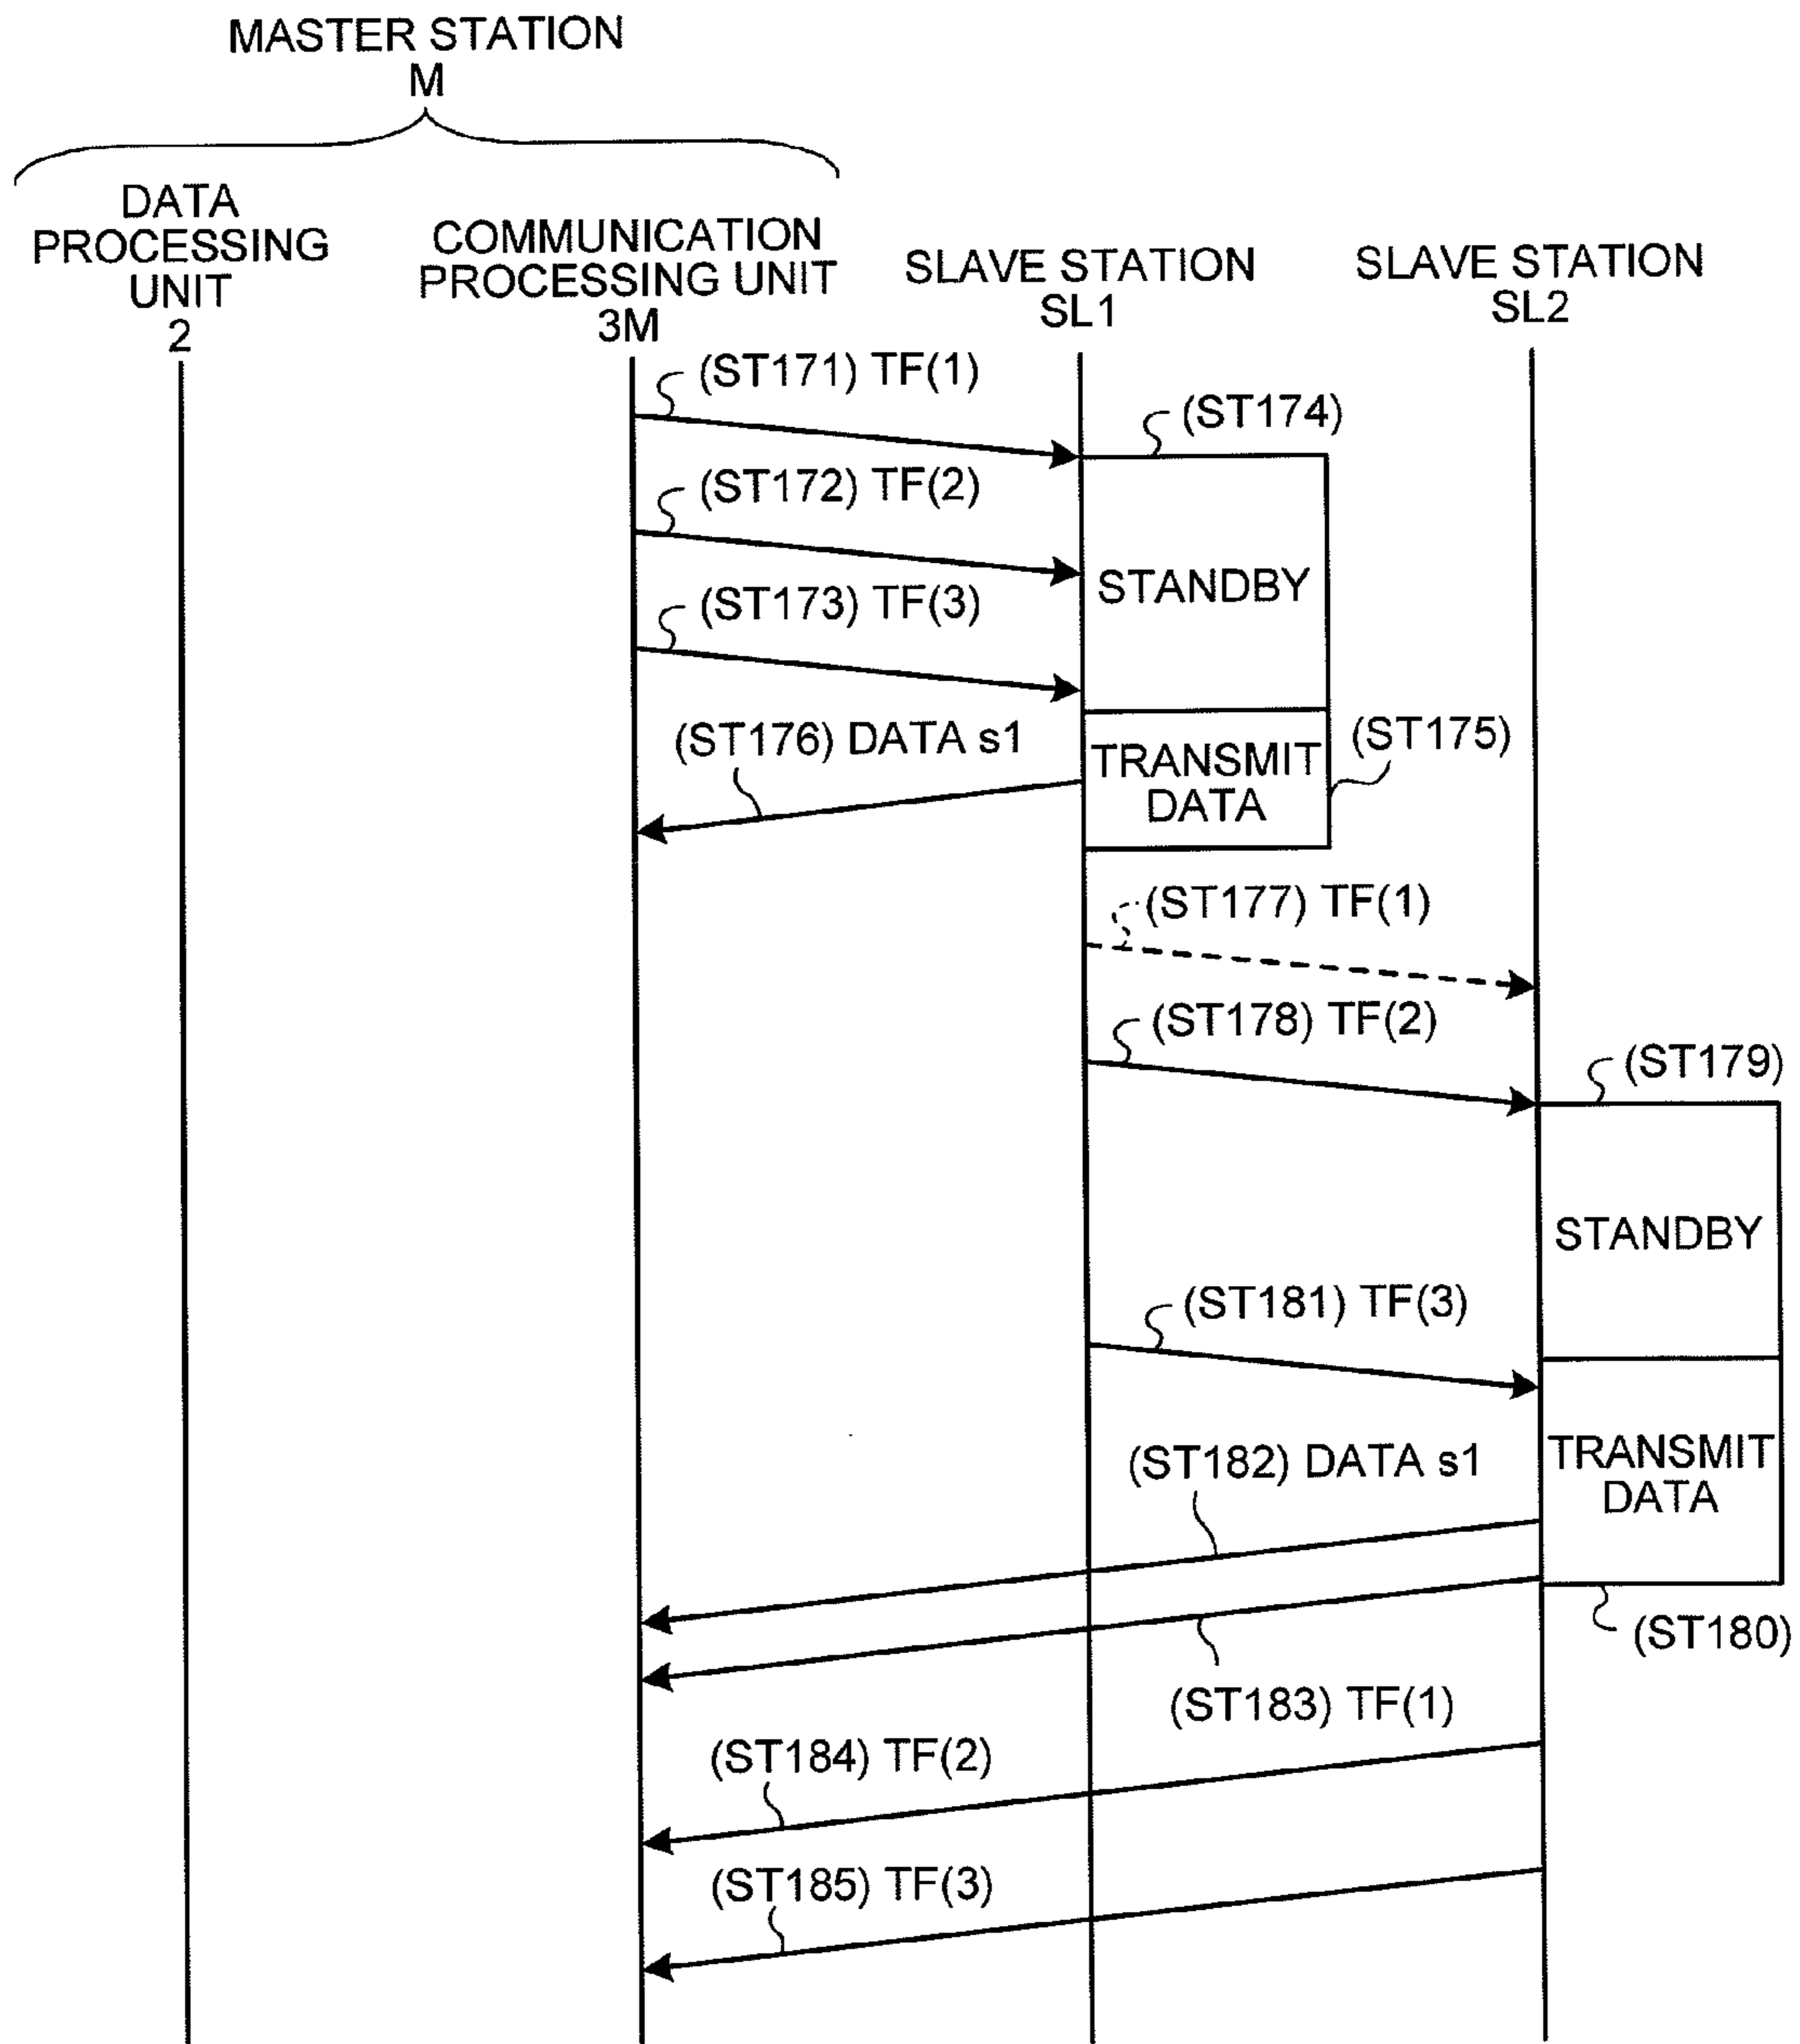 MASTER STATION
M
DATA
PROCESSING
UNIT
2
COMMUNICATION
PROCESSING UNIT
3M
SLAVE STATION
SL1
SLAVE STATION
SL2
(ST171) TF(1)
(ST174)
(ST172) TF(2)
STANDBY
(ST173) TF(3)
(ST176) DATA s1
TRANSMIT
DATA
(ST175)
(ST177) TF(1)
(ST178) TF(2)
(ST179)
STANDBY
(ST181) TF(3)
(ST182) DATA s1
TRANSMIT
DATA
(ST180)
(ST183) TF(1)
(ST184) TF(2)
(ST185) TF(3)